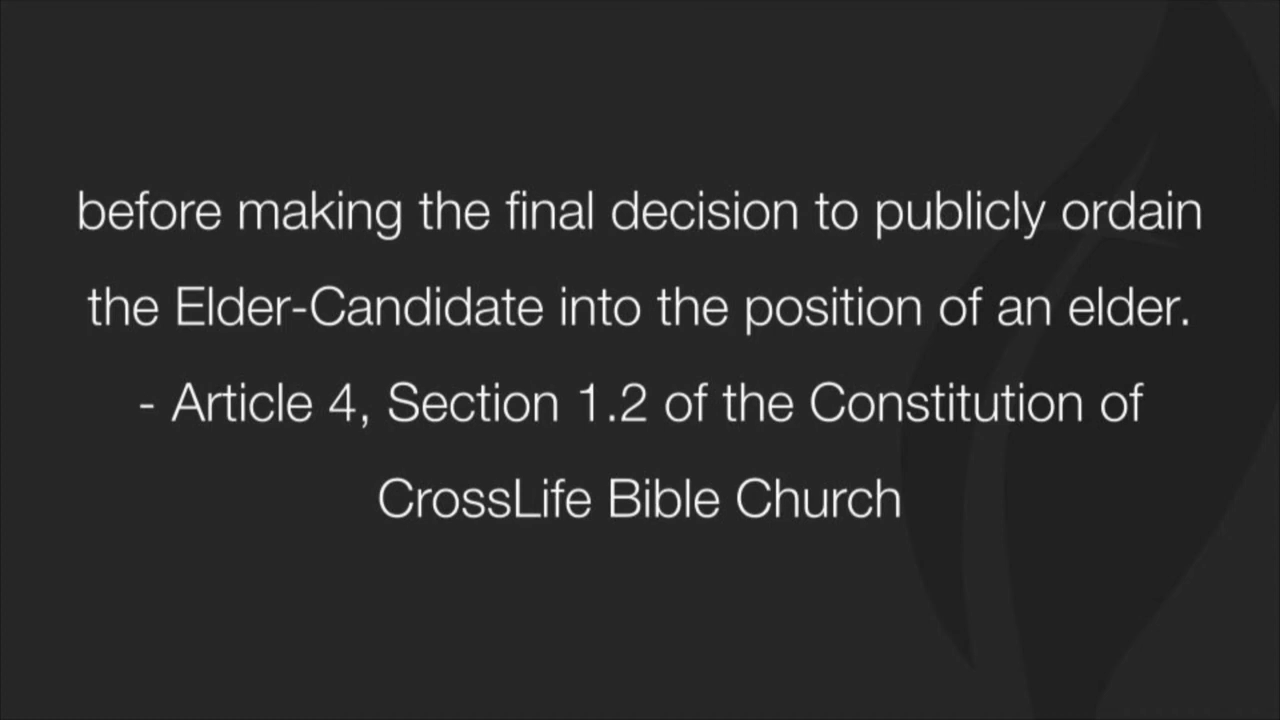 before making the final decision to publicly ordain
the Elder-Candidate into the position of an elder.
- Article 4, Section 1.2 of the Constitution of
CrossLife Bible Church